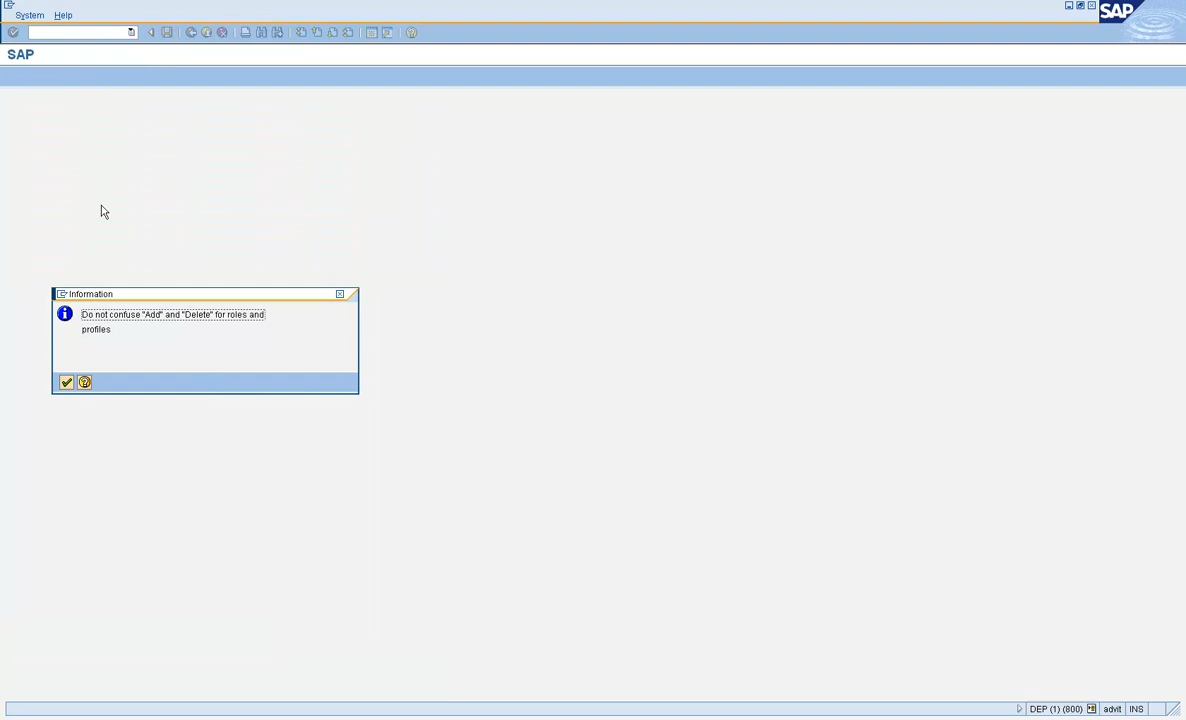 System Help
SAP
SAP
Information
Do not confuse "Add" and "Delete" for roles and
profiles
DEP (1) (800) advit INS